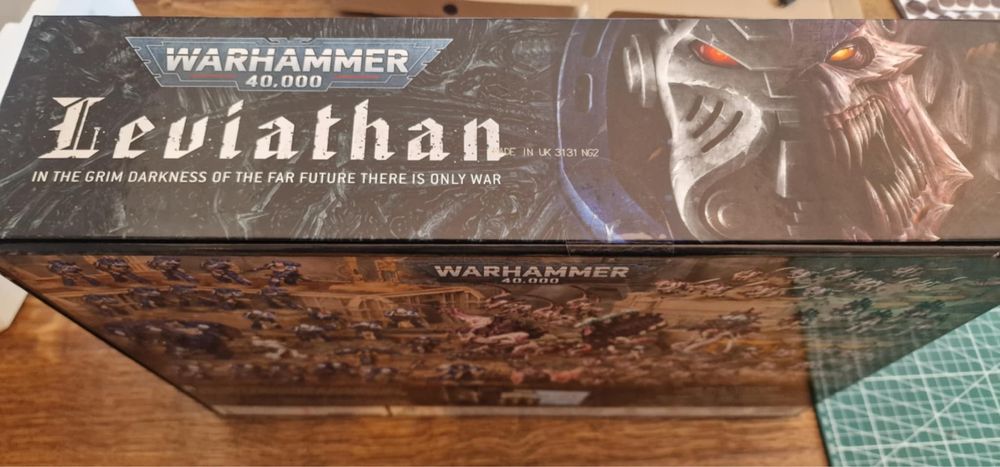 WARHAMMER
40,000
Leviathan
ADE IN UK 3131 NG2
IN THE GRIM DARKNESS OF THE FAR FUTURE THERE IS ONLY WAR
WARHAMMER
40,000